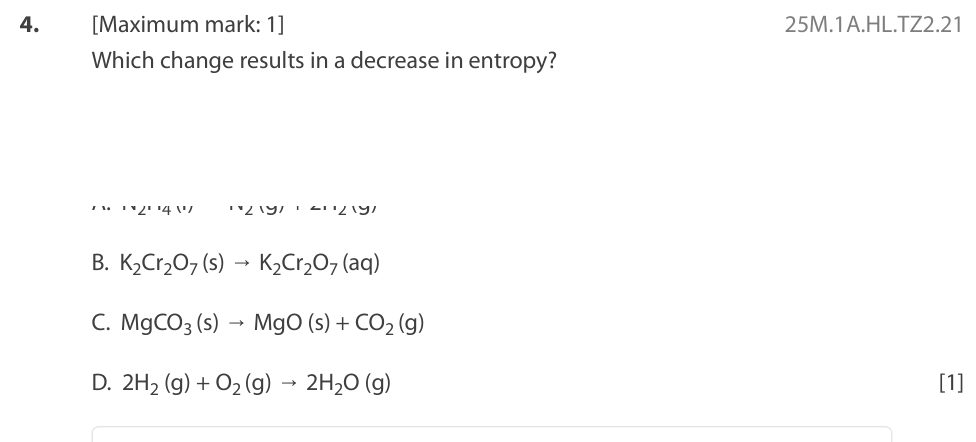 4. [Maximum mark: 1] 25M.1A.HL.TZ2.21
Which change results in a decrease in entropy?
B. K₂Cr₂O₇ (s) → K₂Cr₂O₇ (aq)
C. MgCO₃ (s) → MgO (s) + CO₂ (g)
D. 2H₂ (g) + O₂ (g) → 2H₂O (g) [1]